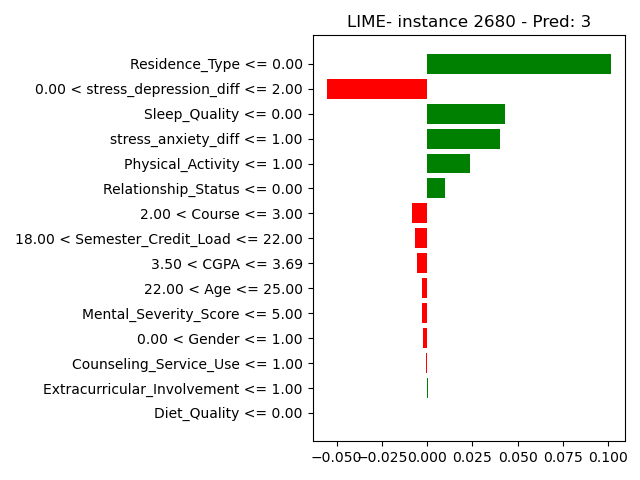 LIME- instance 2680 - Pred: 3
Residence_Type <= 0.00
0.00 < stress_depression_diff <= 2.00
Sleep_Quality <= 0.00
stress_anxiety_diff <= 1.00
Physical_Activity <= 1.00
Relationship_Status <= 0.00
2.00 < Course <= 3.00
18.00 < Semester_Credit_Load <= 22.00
3.50 < CGPA <= 3.69
22.00 < Age <= 25.00
Mental_Severity_Score <= 5.00
0.00 < Gender <= 1.00
Counseling_Service_Use <= 1.00
Extracurricular_Involvement <= 1.00
Diet_Quality <= 0.00
−0.050 −0.025 0.000 0.025 0.050 0.075 0.100